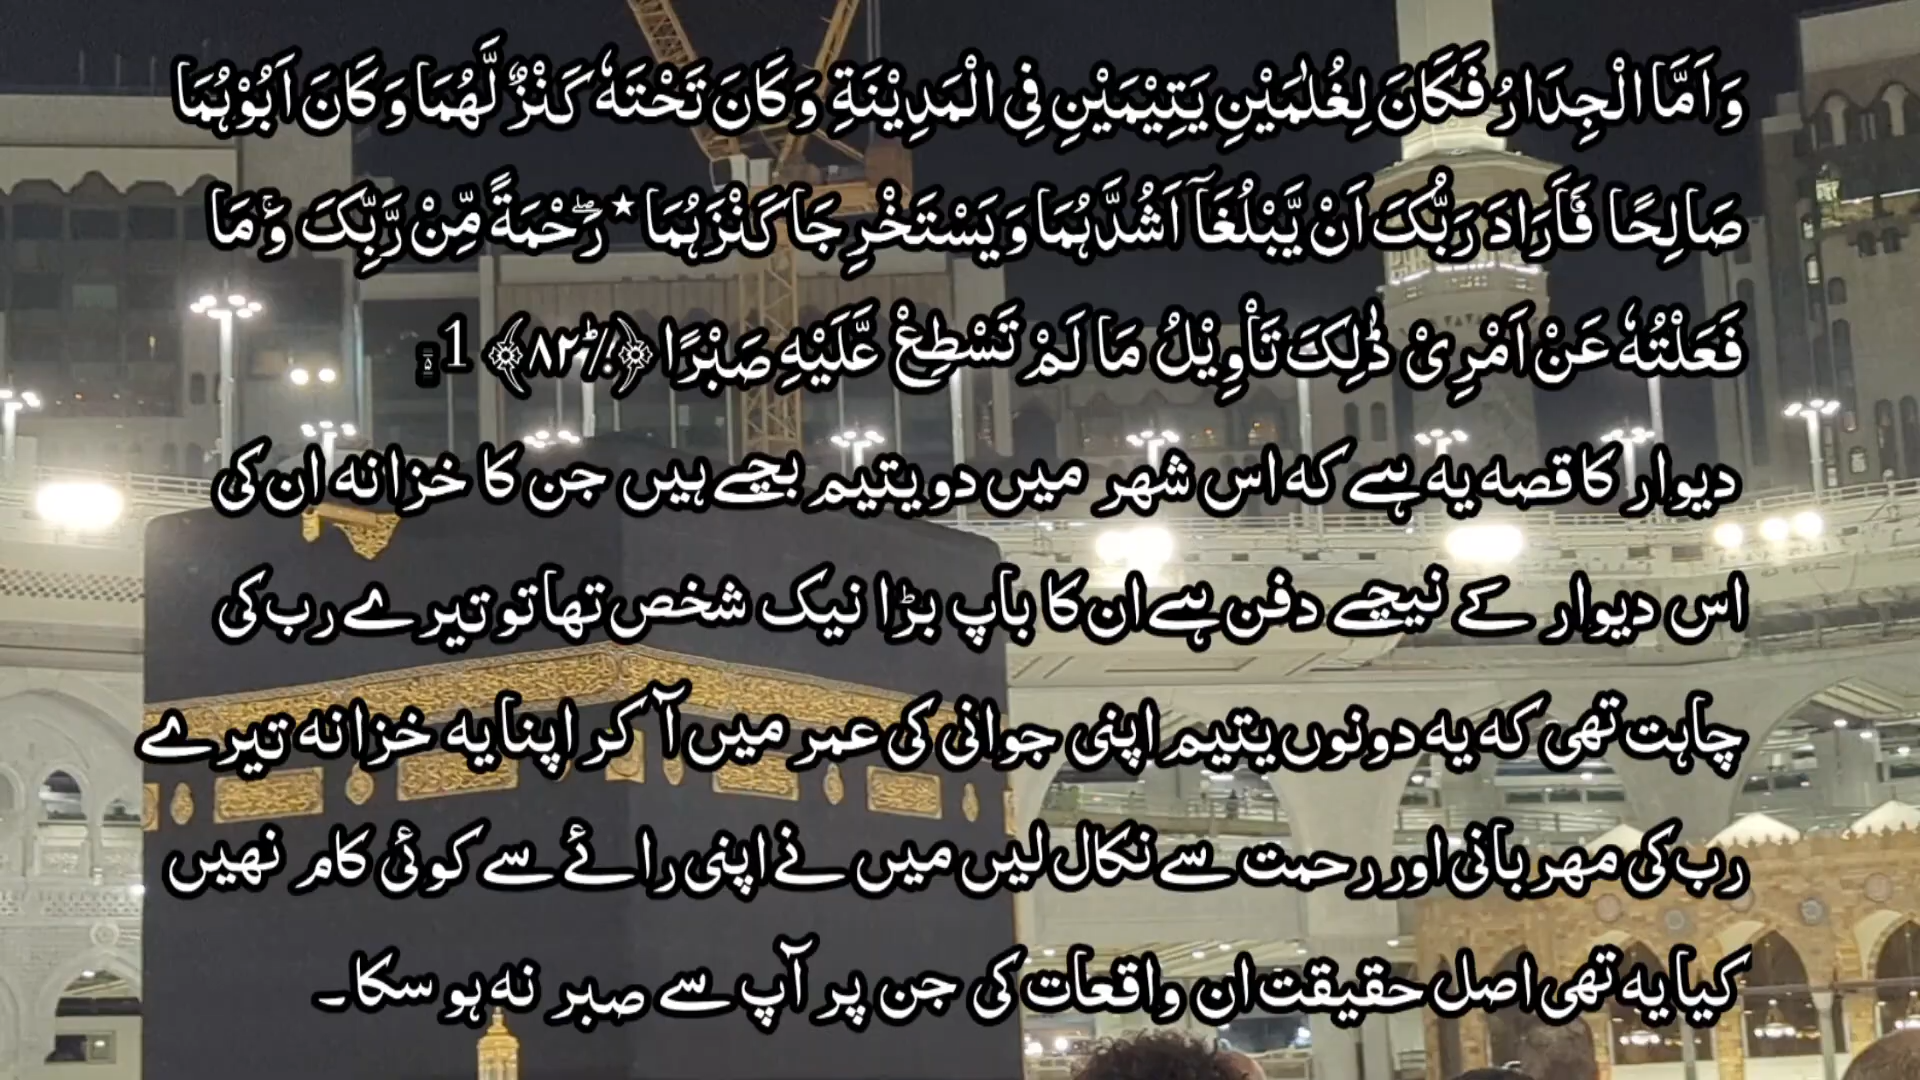 وَ اَمَّا الْجِدَارُ فَكَانَ لِغُلٰمَیْنِ یَتِیْمَیْنِ فِی الْمَدِیْنَةِ وَ كَانَ تَحْتَهٗ كَنْزٌ لَّهُمَا وَ كَانَ اَبُوْهُمَا
صَالِحًا ۚ فَاَرَادَ رَبُّكَ اَنْ یَّبْلُغَاۤ اَشُدَّهُمَا وَ یَسْتَخْرِجَا كَنْزَهُمَا ٭ۖ رَحْمَةً مِّنْ رَّبِّكَ ۚ وَ مَا
فَعَلْتُهٗ عَنْ اَمْرِیْ ؕ ذٰلِكَ تَاْوِیْلُ مَا لَمْ تَسْطِعْ عَّلَیْهِ صَبْرًا ﴿ؕ٪۸۲﴾ 1
دیوار کا قصہ یہ ہے کہ اس شہر میں دو یتیم بچے ہیں جن کا خزانہ ان کی
اس دیوار کے نیچے دفن ہے ان کا باپ بڑا نیک شخص تھا تو تیرے رب کی
چاہت تھی کہ یہ دونوں یتیم اپنی جوانی کی عمر میں آ کر اپنا یہ خزانہ تیرے
رب کی مہربانی اور رحمت سے نکال لیں میں نے اپنی رائے سے کوئی کام نہیں
کیا یہ تھی اصل حقیقت ان واقعات کی جن پر آپ سے صبر نہ ہو سکا۔